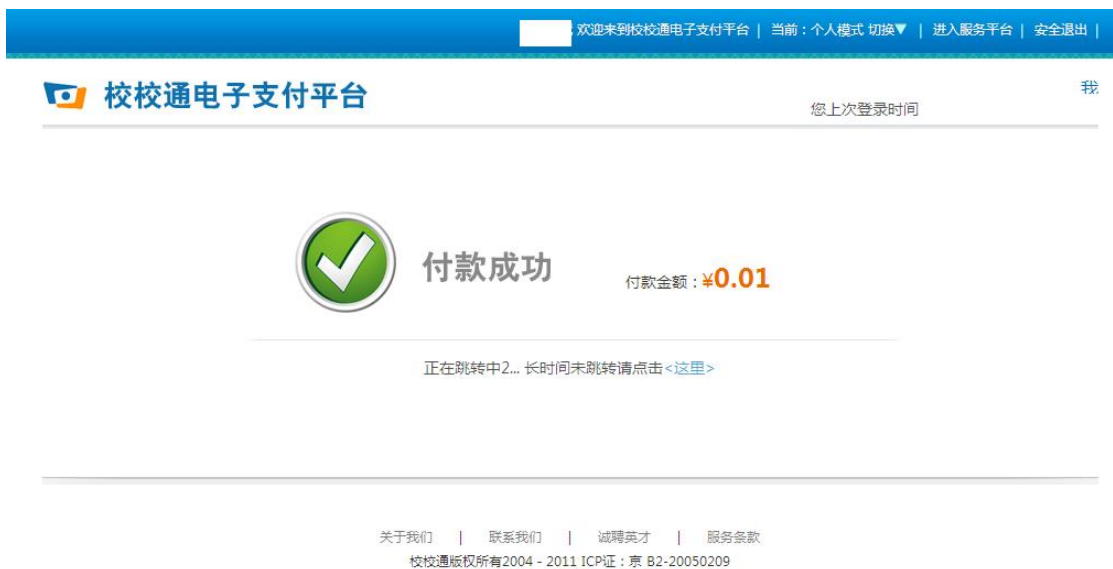 欢迎来到校校通电子支付平台 | 当前：个人模式 切换▼ | 进入服务平台 | 安全退出 |
校校通电子支付平台
我
您上次登录时间
付款成功 付款金额：¥0.01
正在跳转中2... 长时间未跳转请点击<这里>
关于我们 | 联系我们 | 诚聘英才 | 服务条款
校校通版权所有2004 - 2011 ICP证：京 B2-20050209